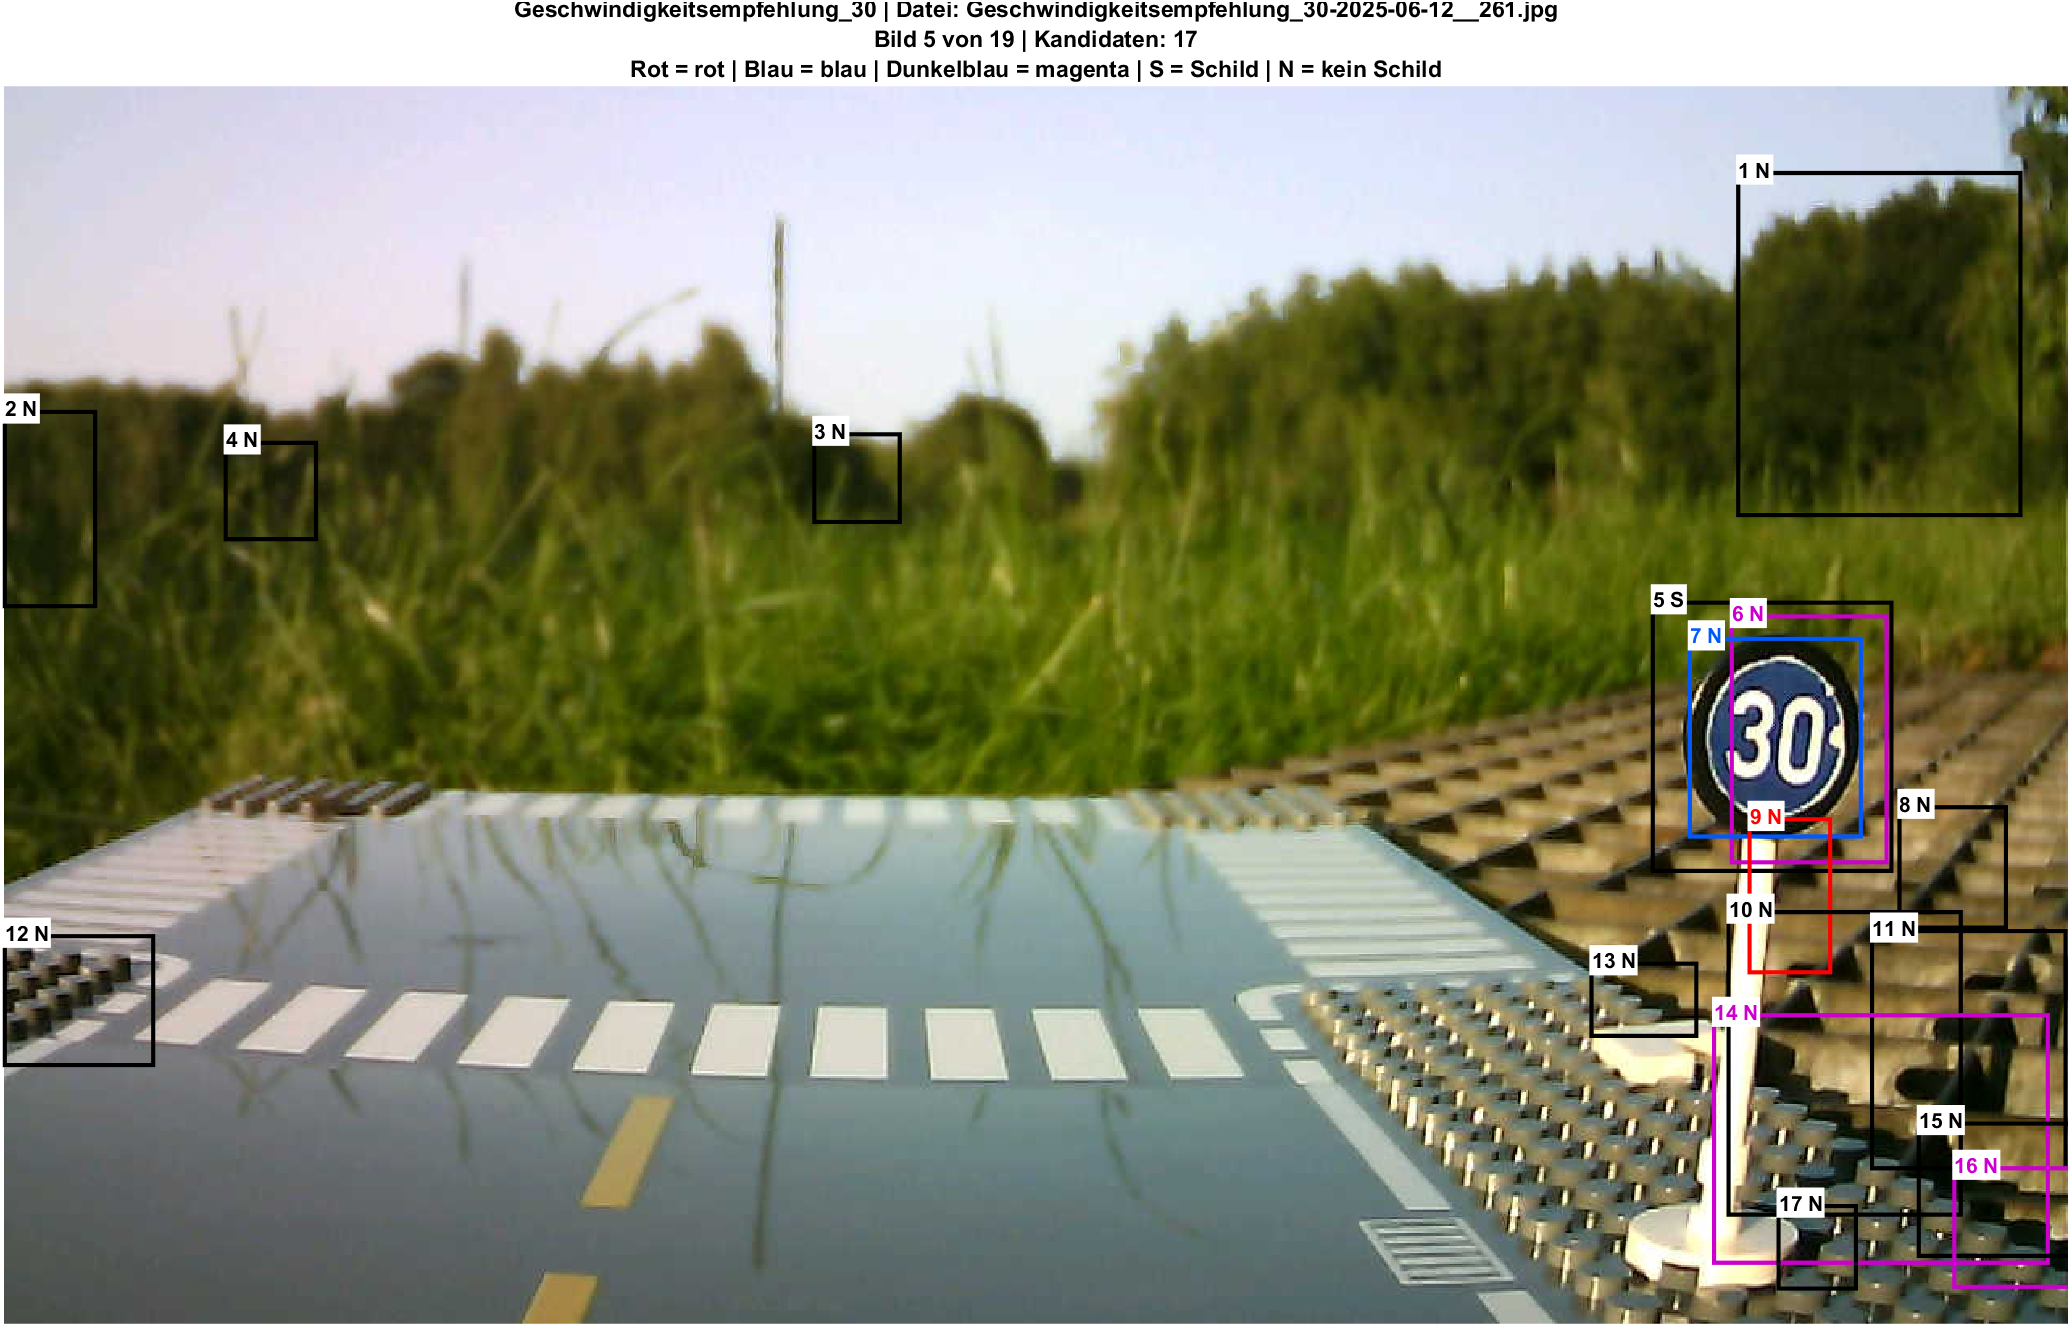 Geschwindigkeitsempfehlung_30 | Datei: Geschwindigkeitsempfehlung_30-2025-06-12__261.jpg
Bild 5 von 19 | Kandidaten: 17
Rot = rot | Blau = blau | Dunkelblau = magenta | S = Schild | N = kein Schild
1 N
2 N
3 N
4 N
5 S
6 N
7 N
30
9 N
8 N
10 N
11 N
12 N
13 N
14 N
15 N
16 N
17 N